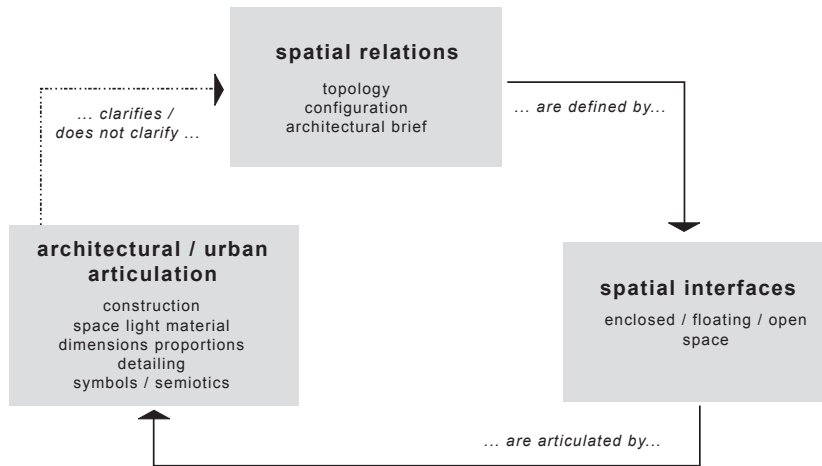 spatial relations
topology
configuration
architectural brief
... clarifies /
does not clarify ...
... are defined by...
architectural / urban
articulation
construction
space light material
dimensions proportions
detailing
symbols / semiotics
spatial interfaces
enclosed / floating / open
space
... are articulated by...